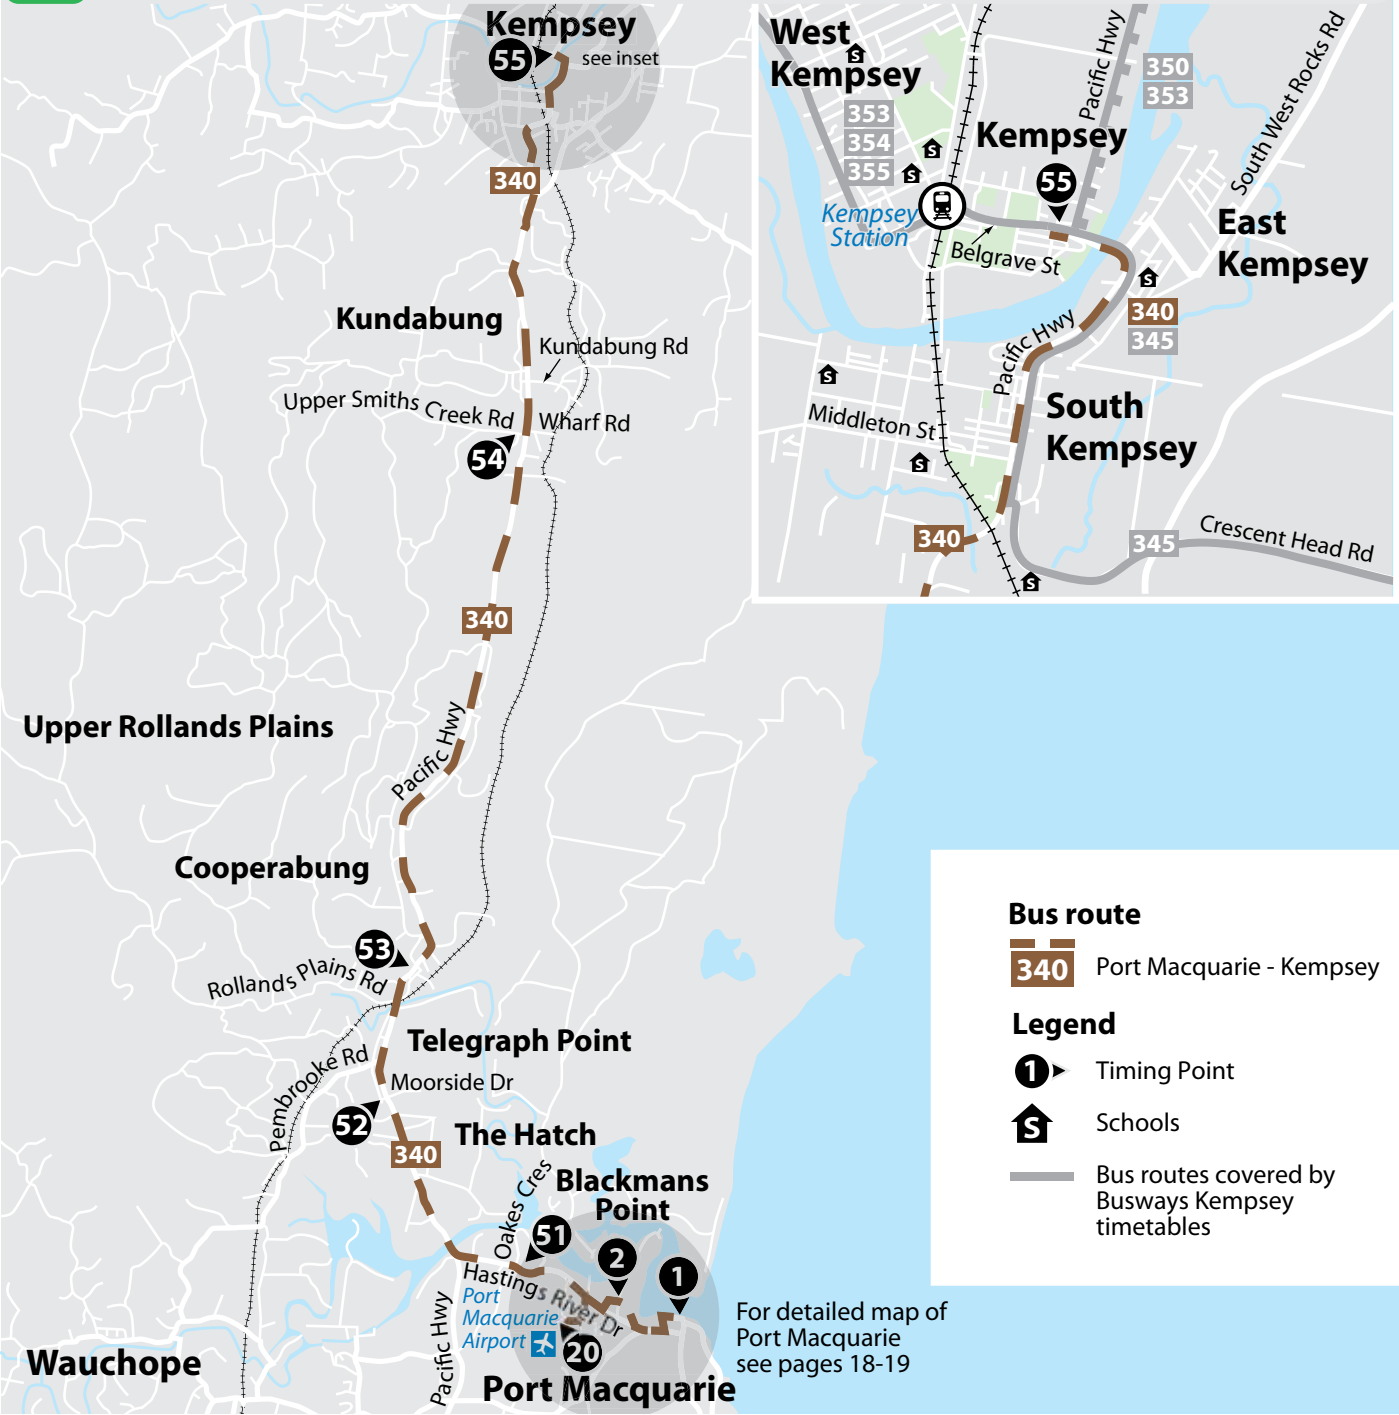 Kempsey
55
see inset
340
Kundabung
Kundabung Rd
Upper Smiths Creek Rd
Wharf Rd
54
340
Upper Rollands Plains
Pacific Hwy
Cooperabung
53
Rollands Plains Rd
Telegraph Point
Pembrooke Rd
Moorside Dr
52
The Hatch
340
Oakes Cres
Blackmans
Point
51
2
1
Hastings River Dr
Port
Macquarie
Airport
Pacific Hwy
20
Wauchope
Port Macquarie
For detailed map of
Port Macquarie
see pages 18-19
West
Kempsey
S
353
354
355
S
S
Kempsey
Station
Kempsey
55
Pacific Hwy
350
353
South West Rocks Rd
East
Kempsey
Belgrave St
S
340
345
Pacific Hwy
S
Middleton St
South
Kempsey
S
340
345
Crescent Head Rd
S
Bus route
340
Port Macquarie - Kempsey
Legend
1
Timing Point
S
Schools
Bus routes covered by
Busways Kempsey
timetables